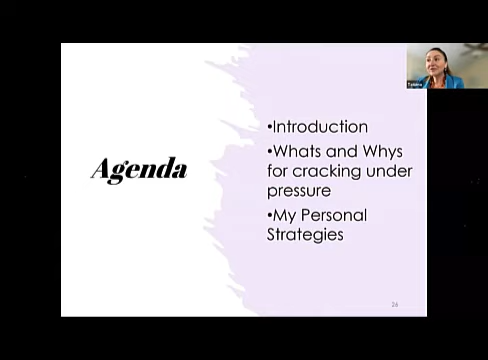 Agenda
•Introduction
•Whats and Whys
for cracking under
pressure
•My Personal
Strategies
26